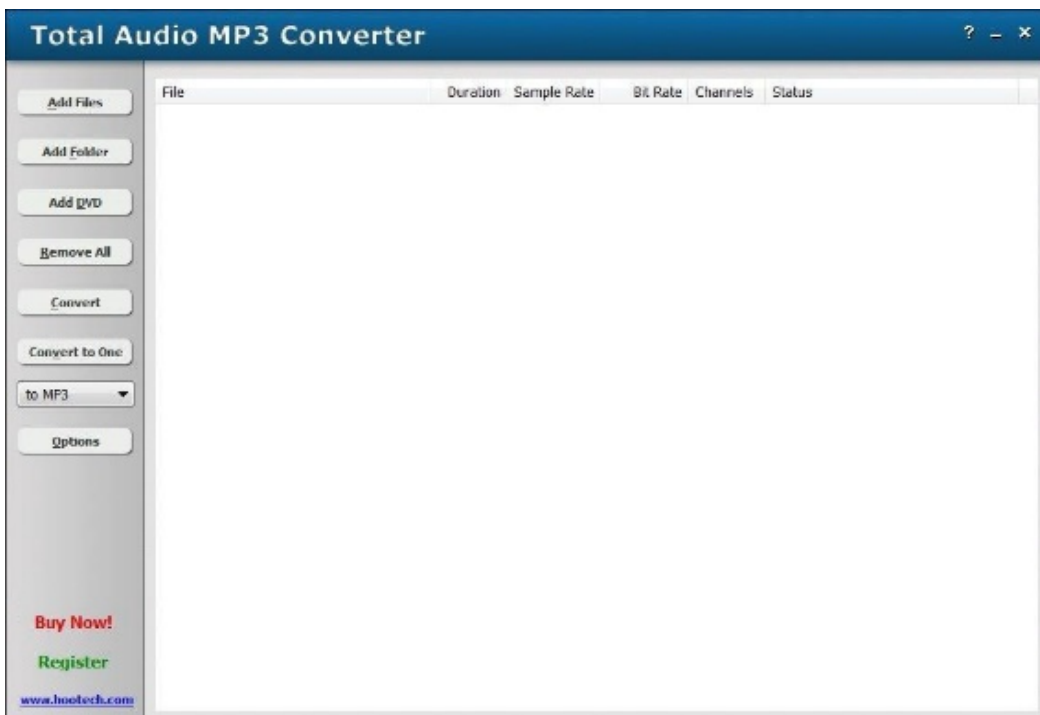 Total Audio MP3 Converter ? – ×
Add Files
File Duration Sample Rate Bit Rate Channels Status
Add Folder
Add DVD
Remove All
Convert
Convert to One
to MP3
Options
Buy Now!
Register
www.hootech.com